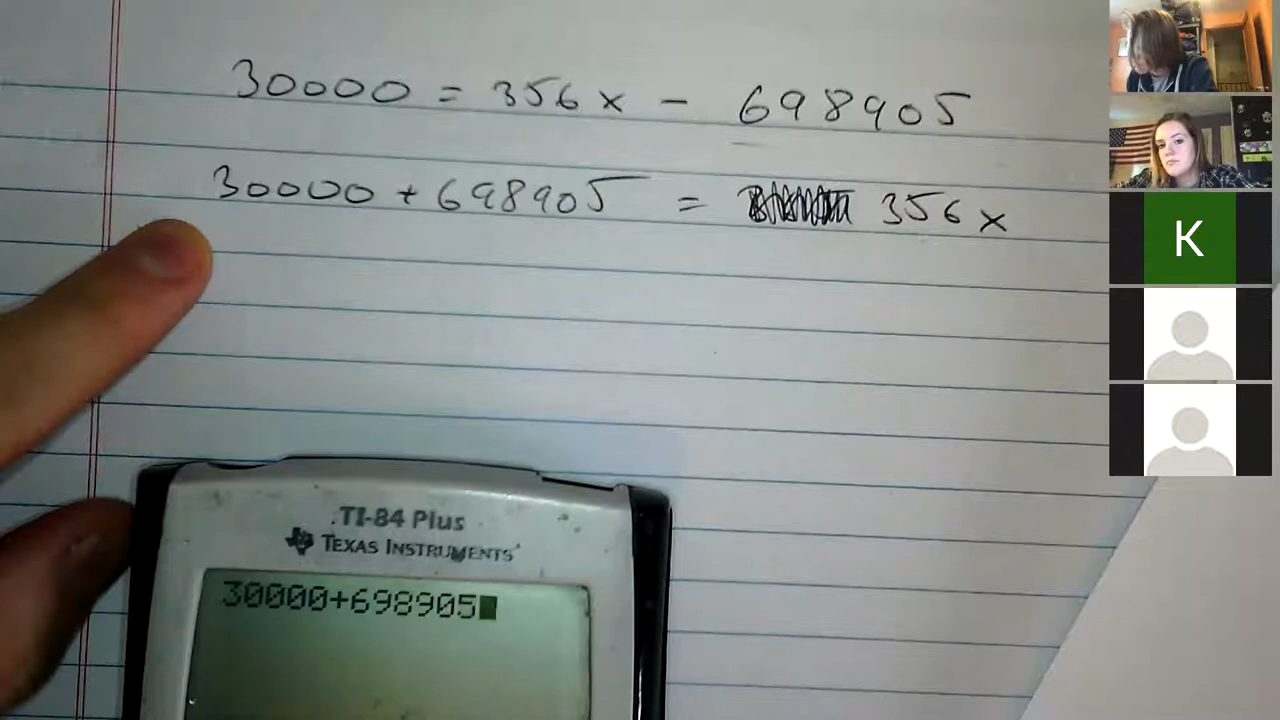 30000 = 356x - 698905
30000 + 698905 = 356x
K
TI-84 Plus
TEXAS INSTRUMENTS
30000+698905